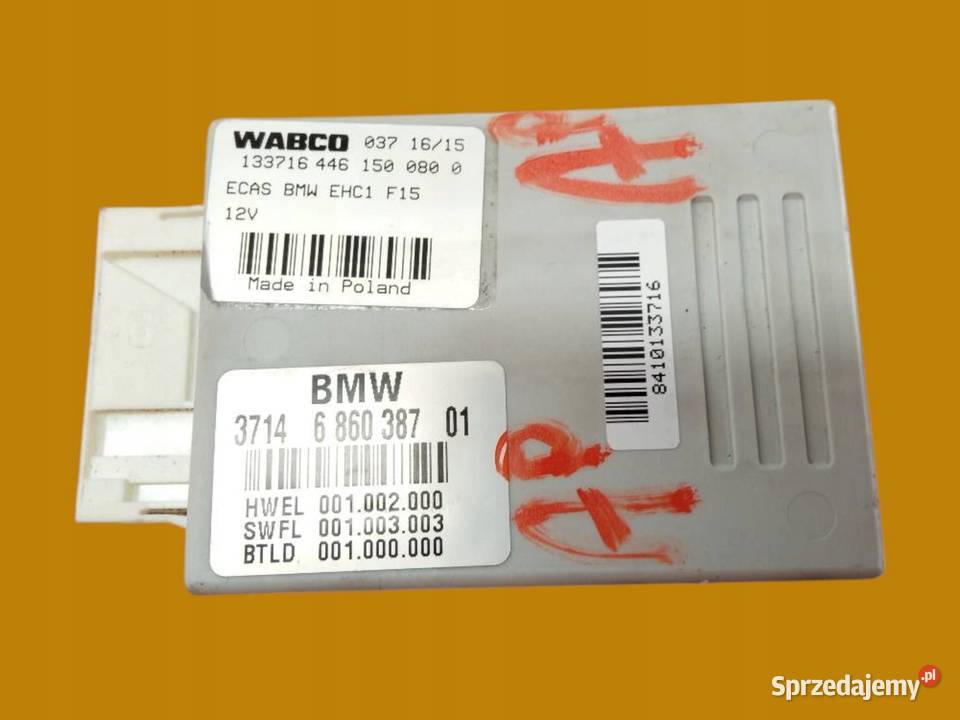 WABCO 037 16/15
133716 446 150 080 0
ECAS BMW EHC1 F15
12V
Made in Poland
8410133716
BMW
3714 6 860 387 01
HWEL 001.002.000
SWFL 001.003.003
BTLD 001.000.000
Sprzedajemy.pl